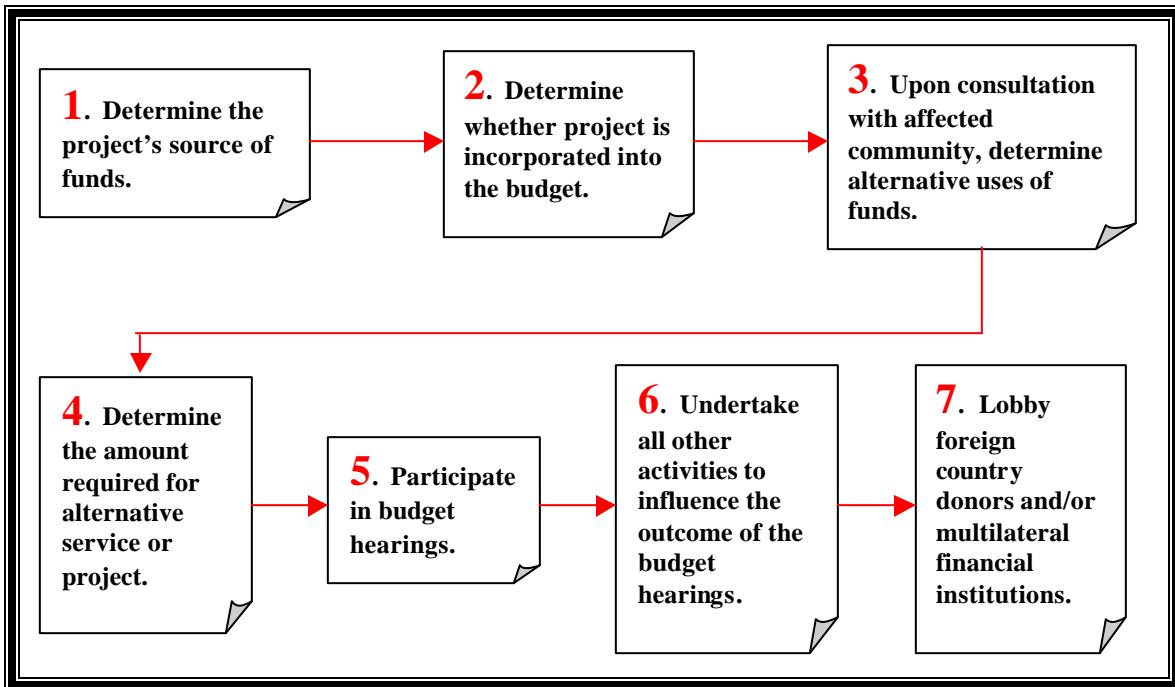 1. Determine the
project's source of
funds.
2. Determine
whether project is
incorporated into
the budget.
3. Upon consultation
with affected
community, determine
alternative uses of
funds.
4. Determine
the amount
required for
alternative
service or
project.
5. Participate
in budget
hearings.
6. Undertake
all other
activities to
influence the
outcome of the
budget
hearings.
7. Lobby
foreign
country
donors and/or
multilateral
financial
institutions.